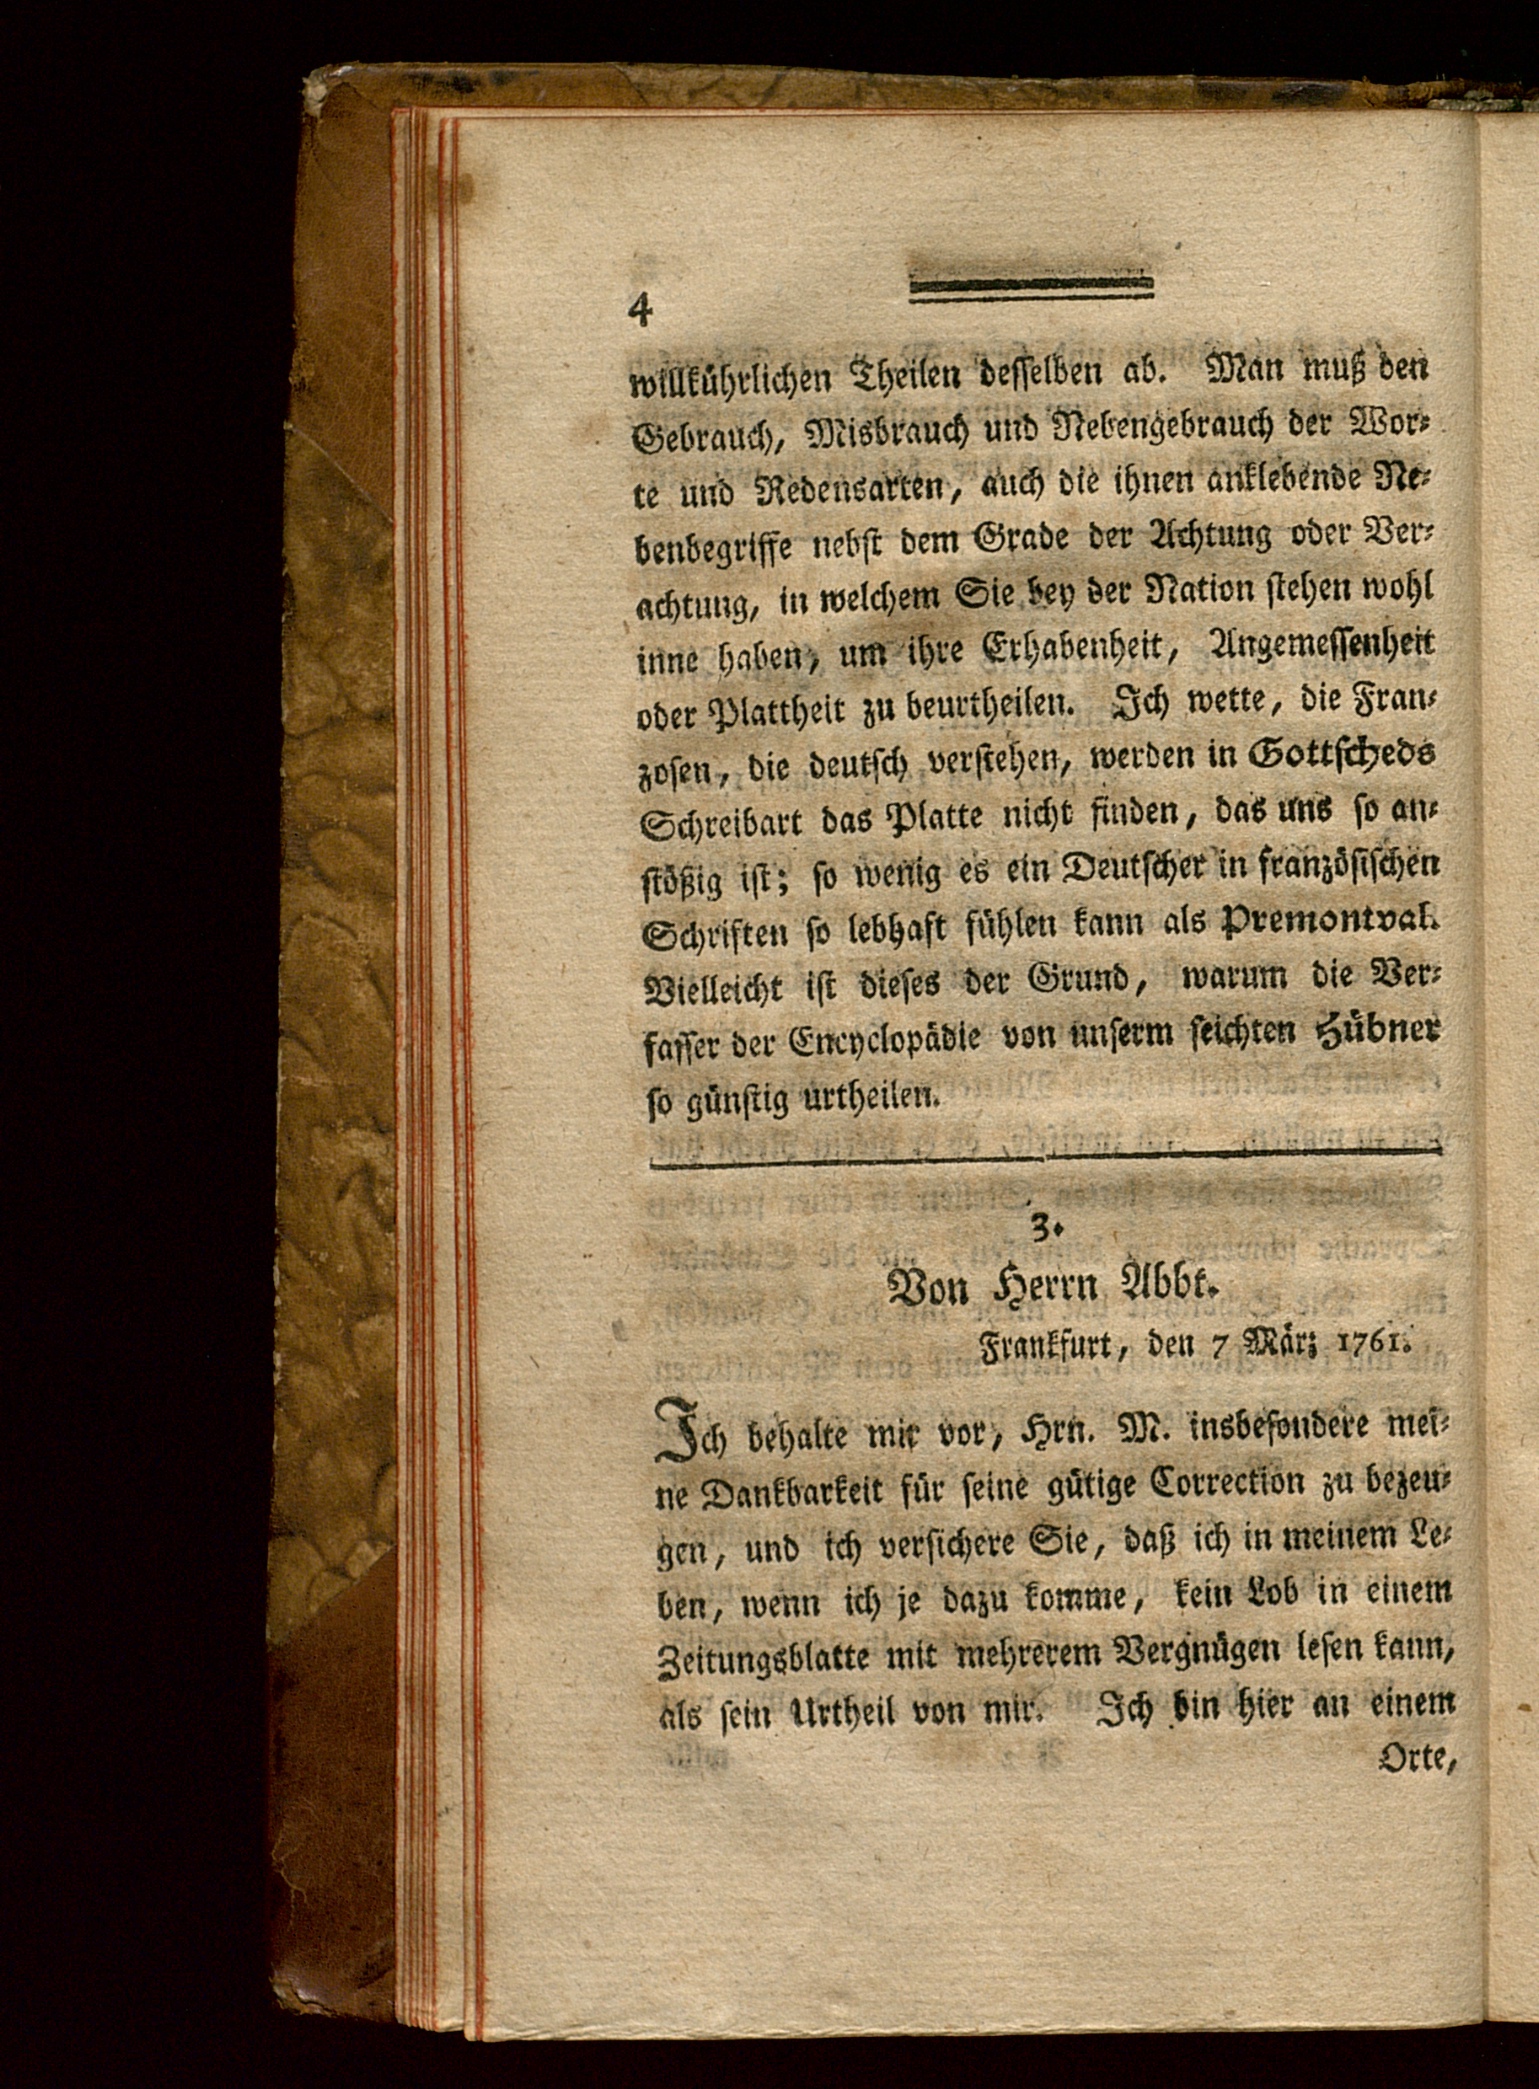 4
willkührlichen Theilen desselben ab. Man muß den
Gebrauch, Misbrauch und Nebengebrauch der Wor-
te und Redensarten, auch die ihnen anklebende Ne-
benbegriffe nebst dem Grade der Achtung oder Ver-
achtung, in welchem Sie bey der Nation stehen wohl
inne haben, um ihre Erhabenheit, Angemessenheit
oder Plattheit zu beurtheilen. Ich wette, die Fran-
zosen, die deutsch verstehen, werden in Gottscheds
Schreibart das Platte nicht finden, das uns so an-
stößig ist; so wenig es ein Deutscher in französischen
Schriften so lebhaft fühlen kann als Premontval.
Vielleicht ist dieses der Grund, warum die Ver-
fasser der Encyclopädie von unserm seichten Hübner
so günstig urtheilen.
3.
Von Herrn Abbt.
Frankfurt, den 7 März 1761.
Ich behalte mir vor, Hrn. M. insbesondere mei-
ne Dankbarkeit für seine gütige Correction zu bezeu-
gen, und ich versichere Sie, daß ich in meinem Le-
ben, wenn ich je dazu komme, kein Lob in einem
Zeitungsblatte mit mehrerem Vergnügen lesen kann,
als sein Urtheil von mir. Ich bin hier an einem
Orte,